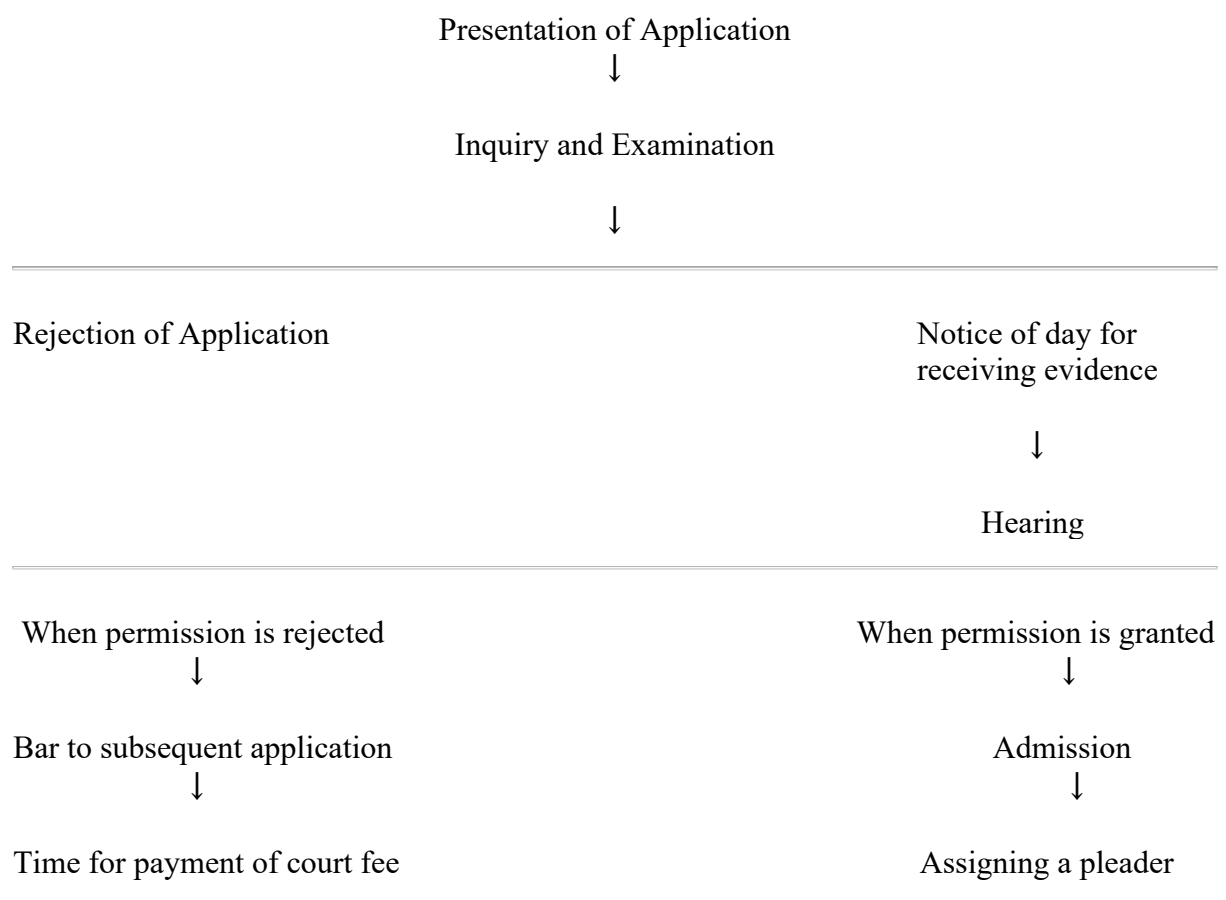 Presentation of Application
↓
Inquiry and Examination
↓
Rejection of Application
Notice of day for
receiving evidence
↓
Hearing
When permission is rejected
↓
Bar to subsequent application
↓
Time for payment of court fee
When permission is granted
↓
Admission
↓
Assigning a pleader